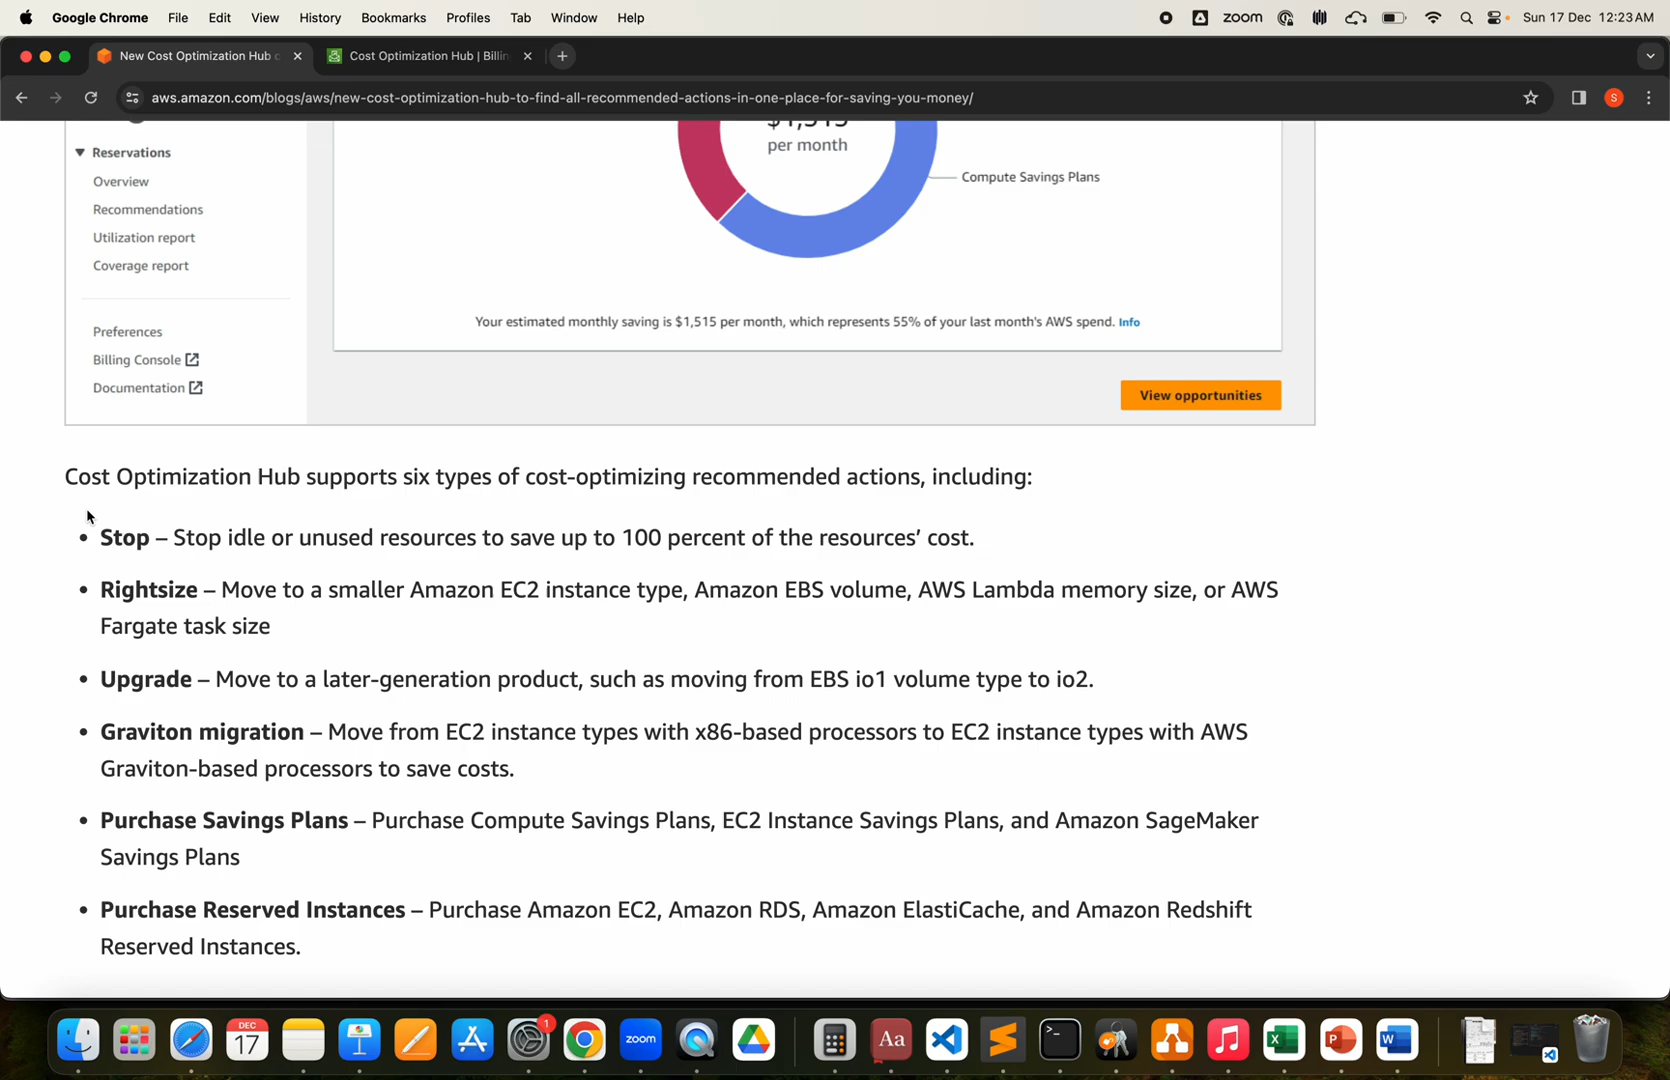 Google Chrome File Edit View History Bookmarks Profiles Tab Window Help zoom Sun 17 Dec 12:23 AM
New Cost Optimization Hub Cost Optimization Hub | Billin
aws.amazon.com/blogs/aws/new-cost-optimization-hub-to-find-all-recommended-actions-in-one-place-for-saving-you-money/ S
Reservations
Overview
Recommendations
Utilization report
Coverage report
Preferences
Billing Console
Documentation
$1,515
per month
Compute Savings Plans
Your estimated monthly saving is $1,515 per month, which represents 55% of your last month's AWS spend. Info
View opportunities
Cost Optimization Hub supports six types of cost-optimizing recommended actions, including:
• Stop – Stop idle or unused resources to save up to 100 percent of the resources’ cost.
• Rightsize – Move to a smaller Amazon EC2 instance type, Amazon EBS volume, AWS Lambda memory size, or AWS
Fargate task size
• Upgrade – Move to a later-generation product, such as moving from EBS io1 volume type to io2.
• Graviton migration – Move from EC2 instance types with x86-based processors to EC2 instance types with AWS
Graviton-based processors to save costs.
• Purchase Savings Plans – Purchase Compute Savings Plans, EC2 Instance Savings Plans, and Amazon SageMaker
Savings Plans
• Purchase Reserved Instances – Purchase Amazon EC2, Amazon RDS, Amazon ElastiCache, and Amazon Redshift
Reserved Instances.
DEC
17
1
zoom
Aa
X
P
W